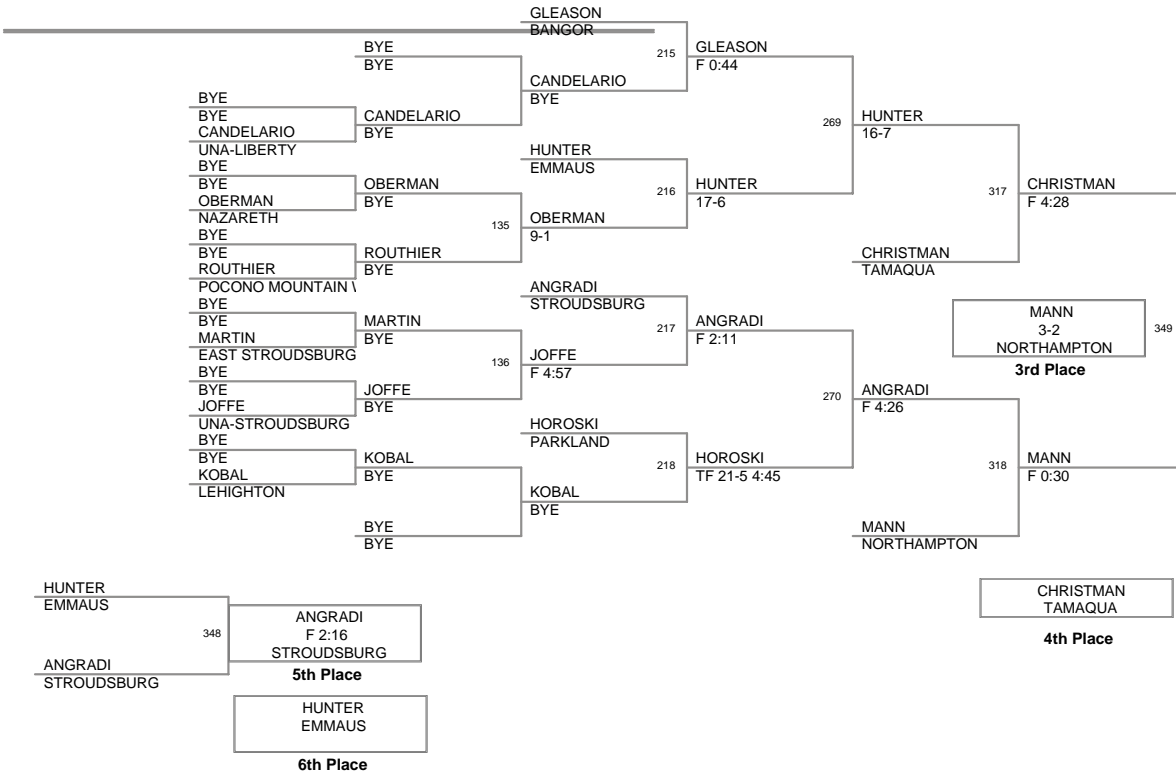 GLEASON
BANGOR
BYE
BYE
215
GLEASON
F 0:44
CANDELARIO
BYE
BYE
BYE
CANDELARIO
UNA-LIBERTY
CANDELARIO
BYE
269
HUNTER
16-7
BYE
BYE
OBERMAN
NAZARETH
OBERMAN
BYE
HUNTER
EMMAUS
216
HUNTER
17-6
317
CHRISTMAN
F 4:28
135
OBERMAN
9-1
BYE
BYE
ROUTHIER
POCONO MOUNTAIN
ROUTHIER
BYE
CHRISTMAN
TAMAQUA
BYE
BYE
MARTIN
EAST STROUDSBURG
MARTIN
BYE
ANGRADI
STROUDSBURG
217
ANGRADI
F 2:11
MANN
3-2
NORTHAMPTON
349
3rd Place
136
JOFFE
F 4:57
BYE
BYE
JOFFE
UNA-STROUDSBURG
JOFFE
BYE
270
ANGRADI
F 4:26
HOROSKI
PARKLAND
218
HOROSKI
TF 21-5 4:45
318
MANN
F 0:30
BYE
BYE
KOBAL
LEHIGHTON
KOBAL
BYE
KOBAL
BYE
BYE
BYE
MANN
NORTHAMPTON
HUNTER
EMMAUS
348
ANGRADI
F 2:16
STROUDSBURG
5th Place
ANGRADI
STROUDSBURG
CHRISTMAN
TAMAQUA
4th Place
HUNTER
EMMAUS
6th Place